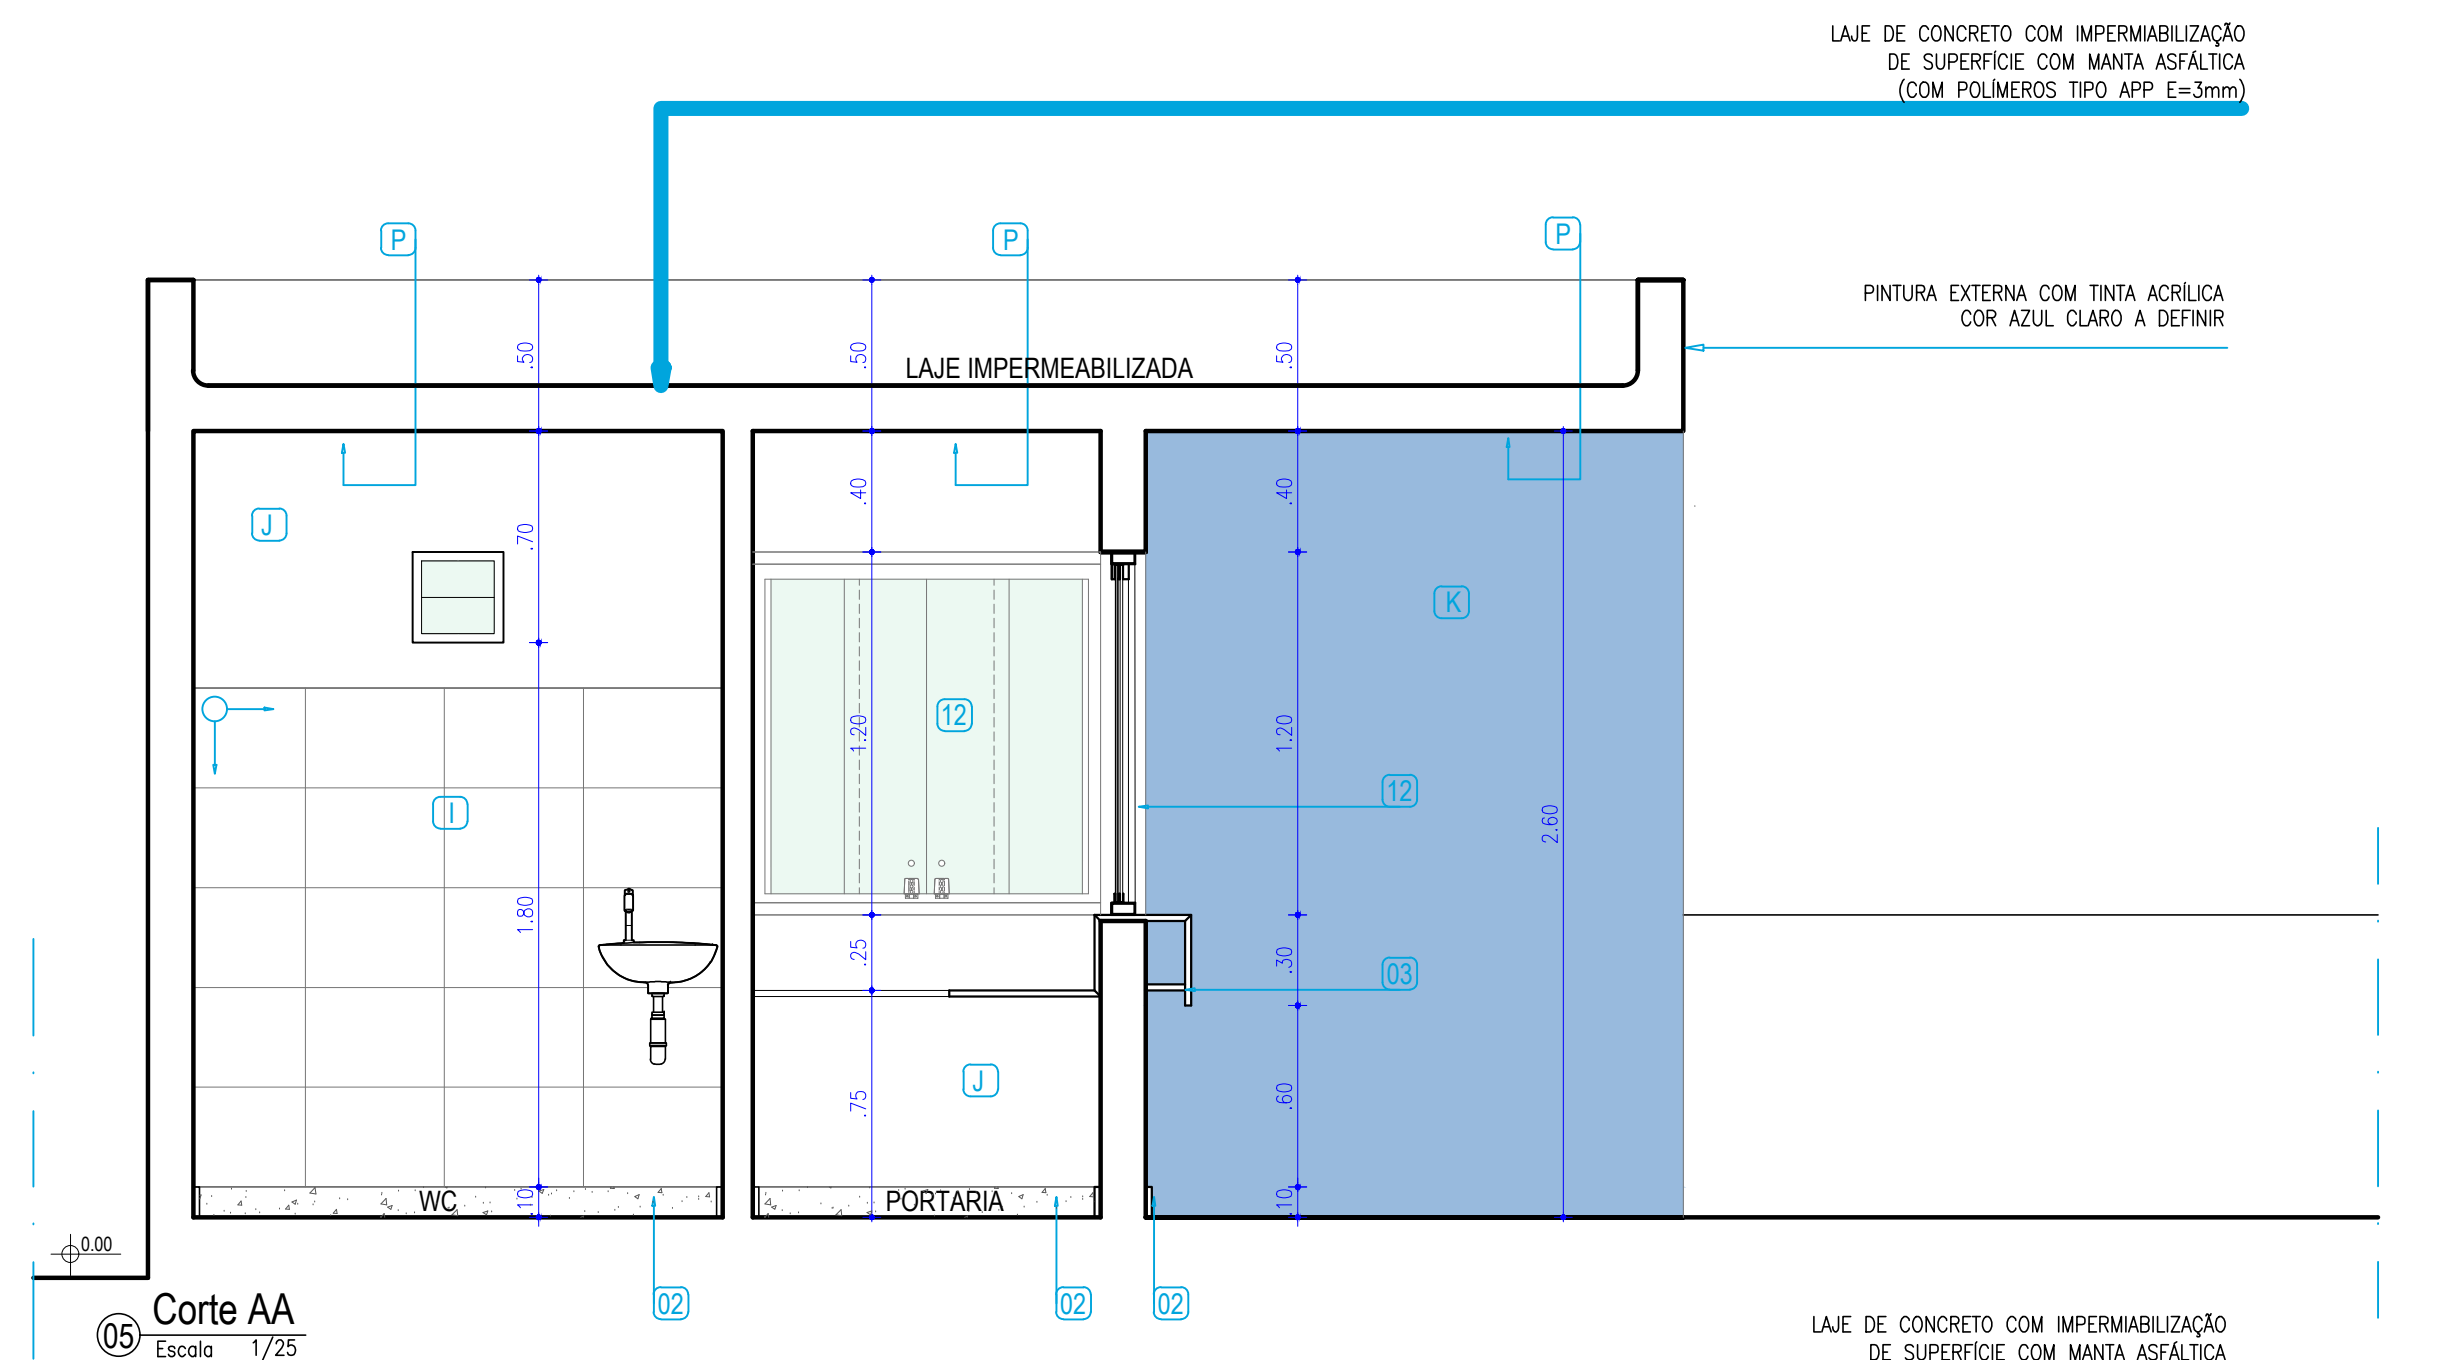 LAJE DE CONCRETO COM IMPERMIABILIZAÇÃO
DE SUPERFÍCIE COM MANTA ASFÁLTICA
(COM POLÍMEROS TIPO APP E=3mm)
P
P
P
PINTURA EXTERNA COM TINTA ACRÍLICA
COR AZUL CLARO A DEFINIR
.50
.50
.50
LAJE IMPERMEABILIZADA
.40
.40
J
.70
K
12
1.20
1.20
12
I
2.60
1.80
.25
.30
03
J
.75
.60
WC
.10
PORTARIA
.10
0.00
02
02
02
Corte AA
05
Escala 1/25
LAJE DE CONCRETO COM IMPERMIABILIZAÇÃO
DE SUPERFÍCIE COM MANTA ASFÁLTICA